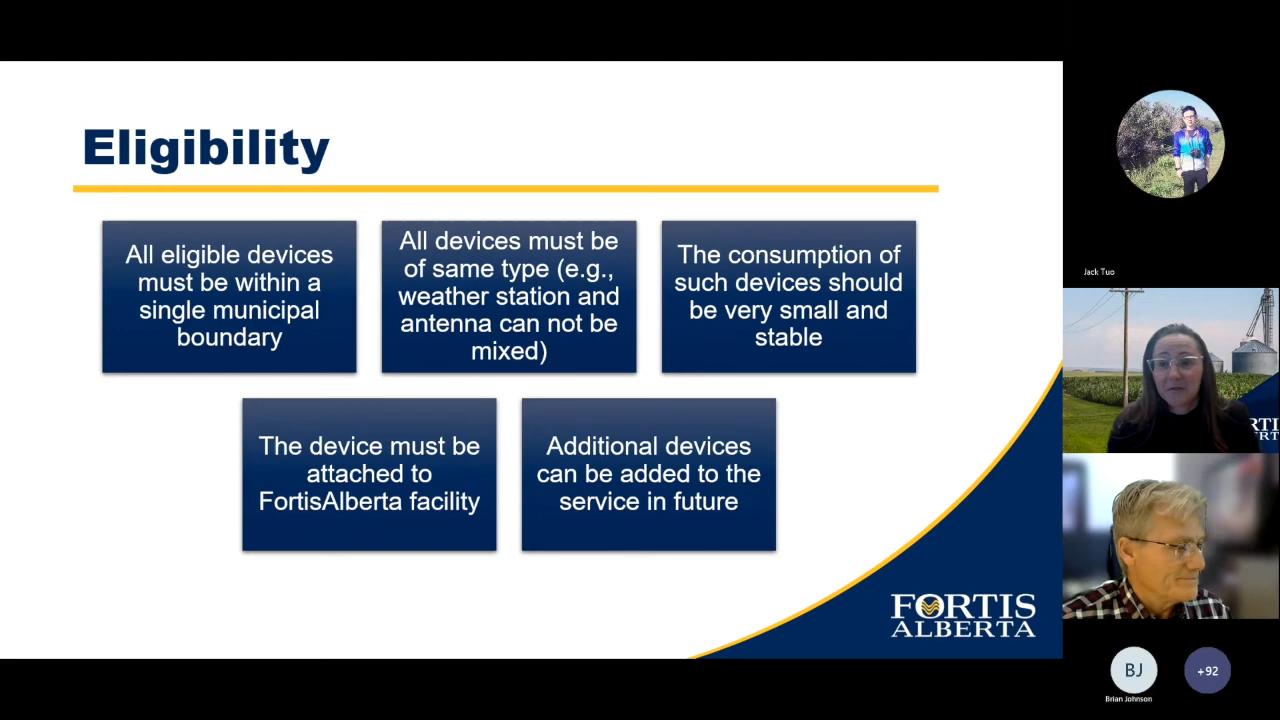 Eligibility
All eligible devices
must be within a
single municipal
boundary
All devices must be
of same type (e.g.,
weather station and
antenna can not be
mixed)
The consumption of
such devices should
be very small and
stable
The device must be
attached to
FortisAlberta facility
Additional devices
can be added to the
service in future
FORTIS
ALBERTA
Jack Tuo
RTI
RT
BJ
+92
Brian Johnson